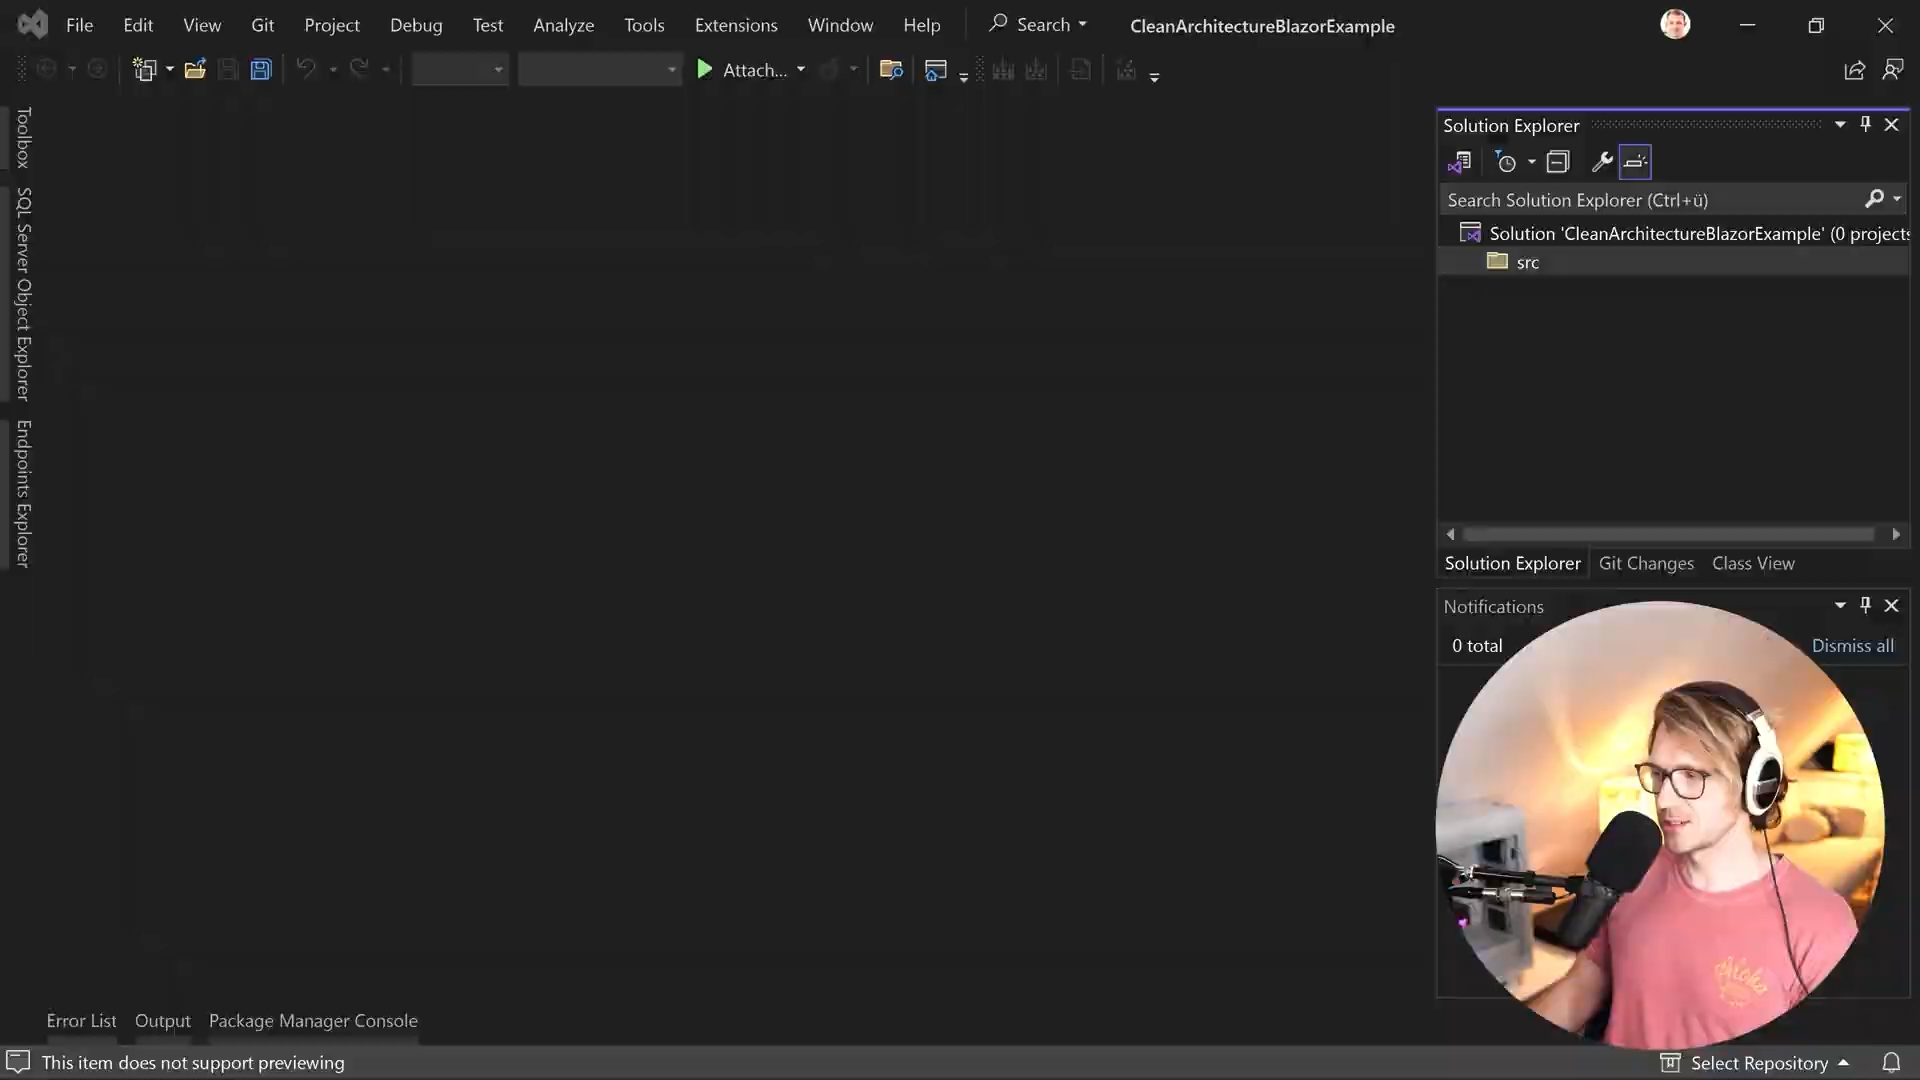 File Edit View Git Project Debug Test Analyze Tools Extensions Window Help Search CleanArchitectureBlazorExample
Attach...
Toolbox
SQL Server Object Explorer
Endpoints Explorer
Solution Explorer
Search Solution Explorer (Ctrl+ü)
Solution 'CleanArchitectureBlazorExample' (0 projects
src
Solution Explorer Git Changes Class View
Notifications
0 total Dismiss all
Aloha
Error List Output Package Manager Console
This item does not support previewing Select Repository